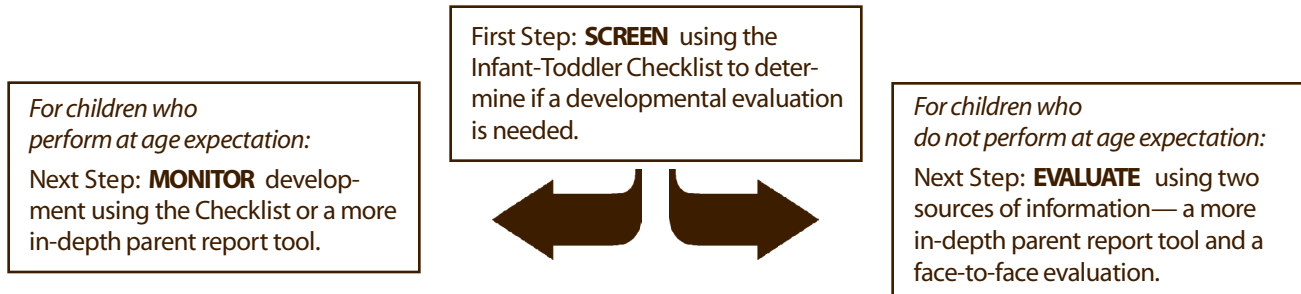 First Step: SCREEN using the
Infant-Toddler Checklist to deter-
mine if a developmental evaluation
is needed.
For children who
perform at age expectation:
Next Step: MONITOR develop-
ment using the Checklist or a more
in-depth parent report tool.
For children who
do not perform at age expectation:
Next Step: EVALUATE using two
sources of information— a more
in-depth parent report tool and a
face-to-face evaluation.